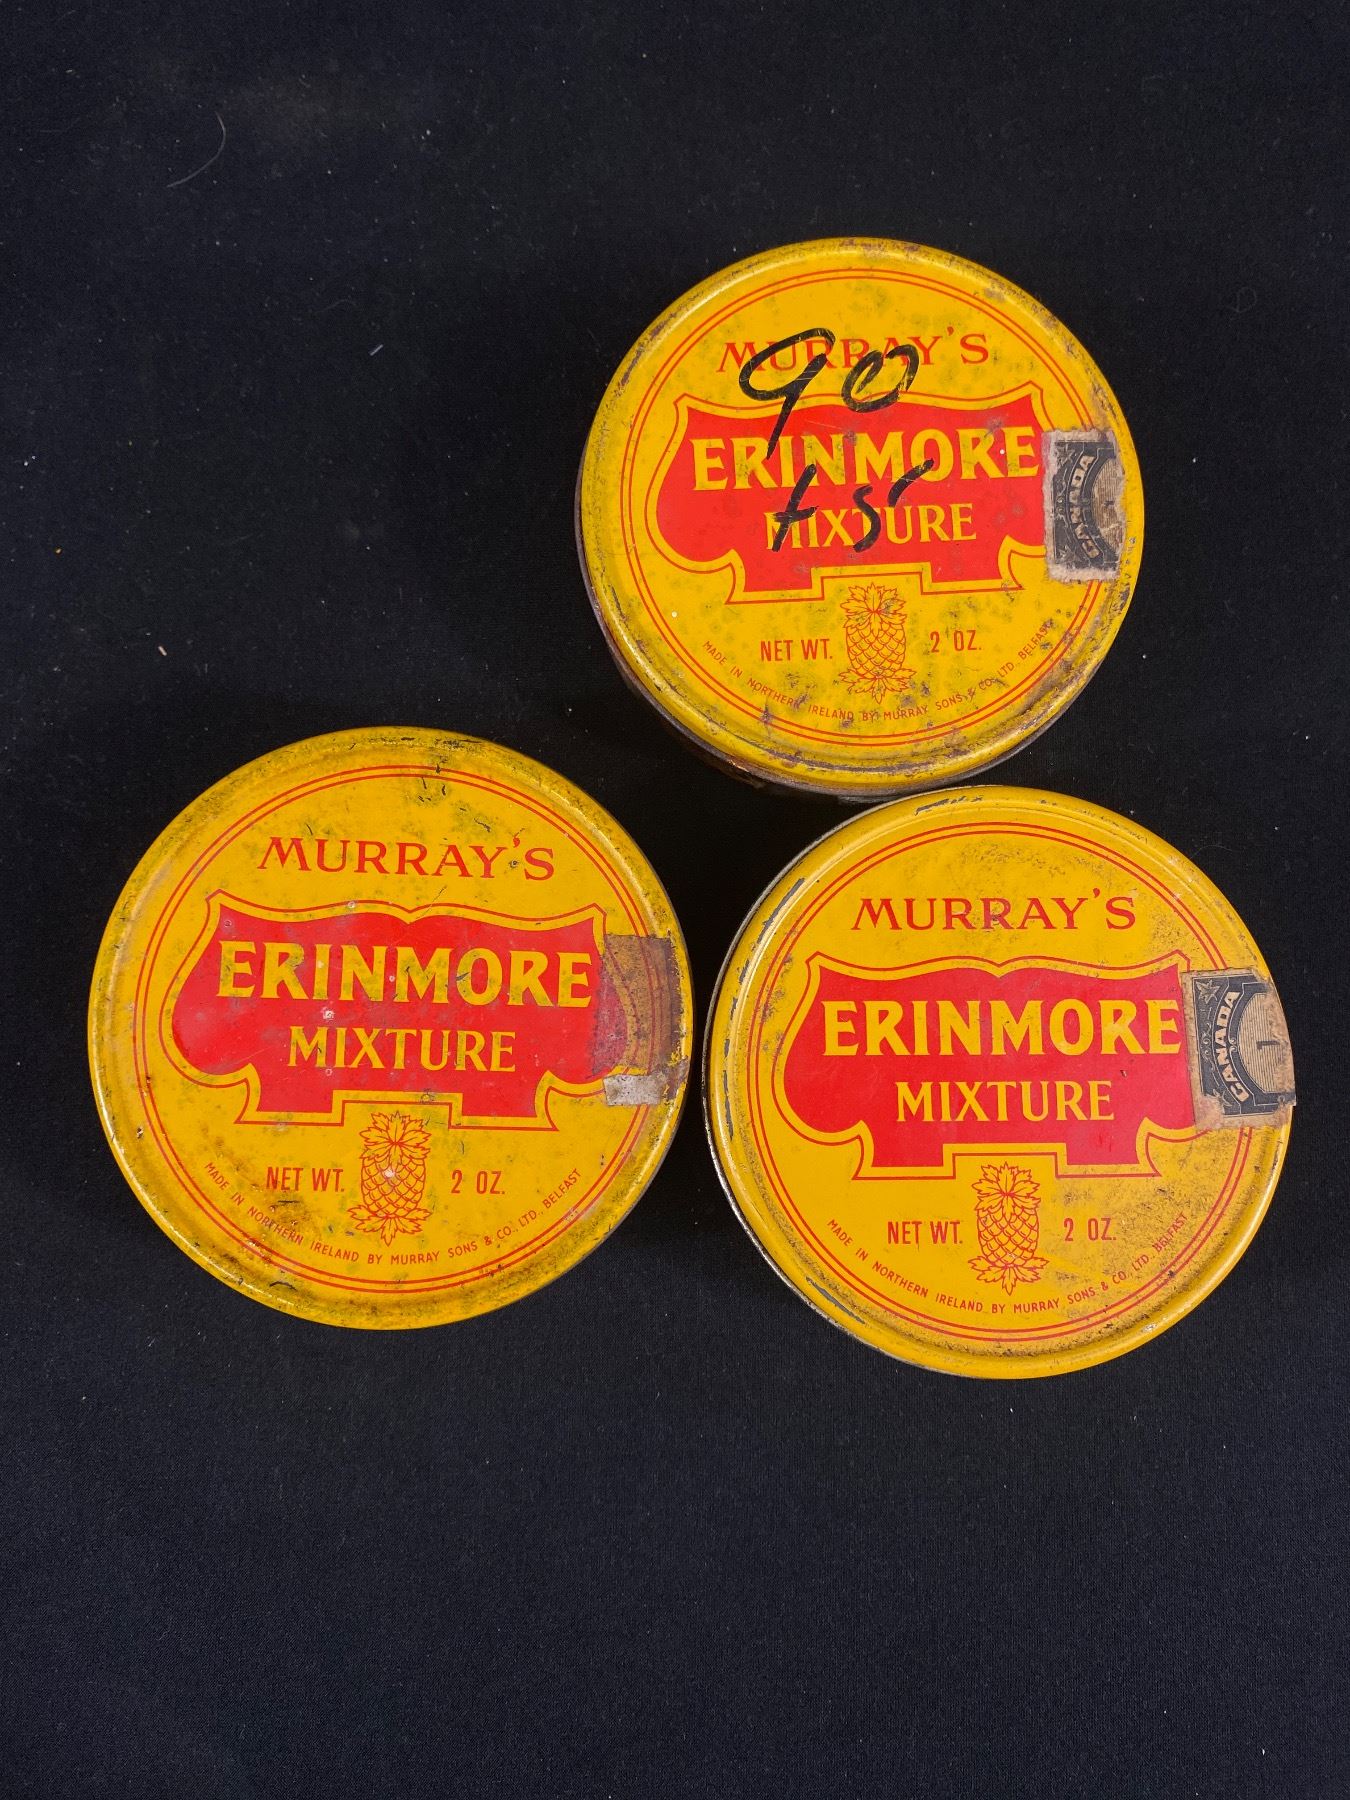 MURRAY'S
90
ERINMORE
MIXTURE
CANADA
NET WT. 2 OZ.
MADE IN NORTHERN IRELAND BY MURRAY SONS & CO. LTD., BELFAST
MURRAY'S
ERINMORE
MIXTURE
NET WT. 2 OZ.
MADE IN NORTHERN IRELAND BY MURRAY SONS & CO. LTD., BELFAST
MURRAY'S
ERINMORE
MIXTURE
CANADA
1
NET WT. 2 OZ.
MADE IN NORTHERN IRELAND BY MURRAY SONS & CO. LTD., BELFAST